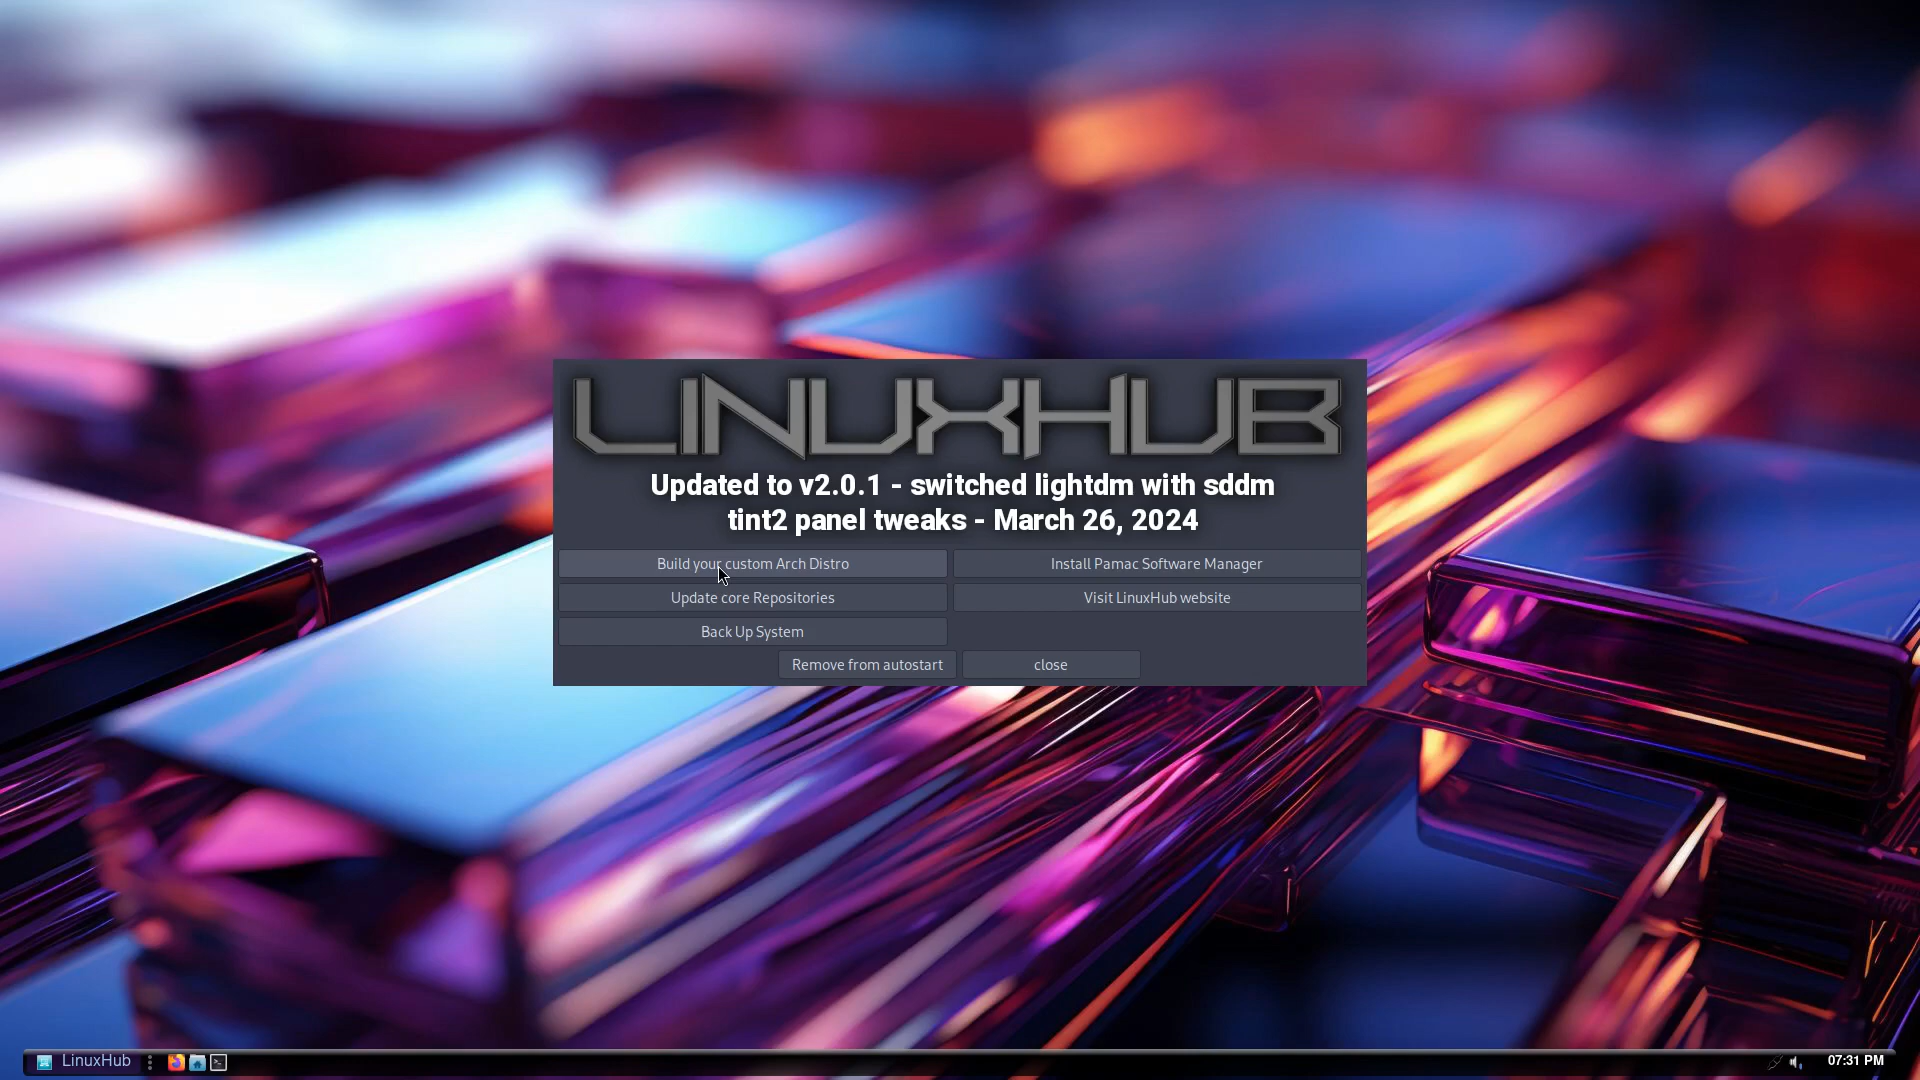 LINUXHUB
Updated to v2.0.1 - switched lightdm with sddm
tint2 panel tweaks - March 26, 2024
Build your custom Arch Distro
Install Pamac Software Manager
Update core Repositories
Visit LinuxHub website
Back Up System
Remove from autostart
close
LinuxHub
07:31 PM